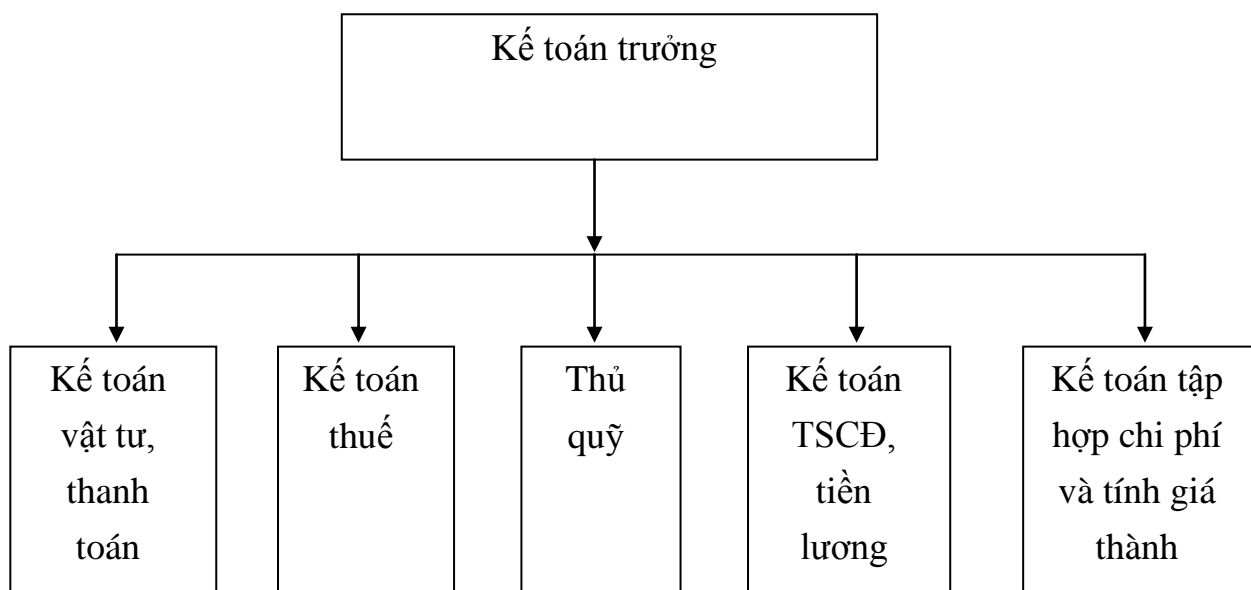 Kế toán trưởng
Kế toán
vật tư,
thanh
toán
Kế toán
thuế
Thủ
quỹ
Kế toán
TSCĐ,
tiền
lương
Kế toán tập
hợp chi phí
và tính giá
thành